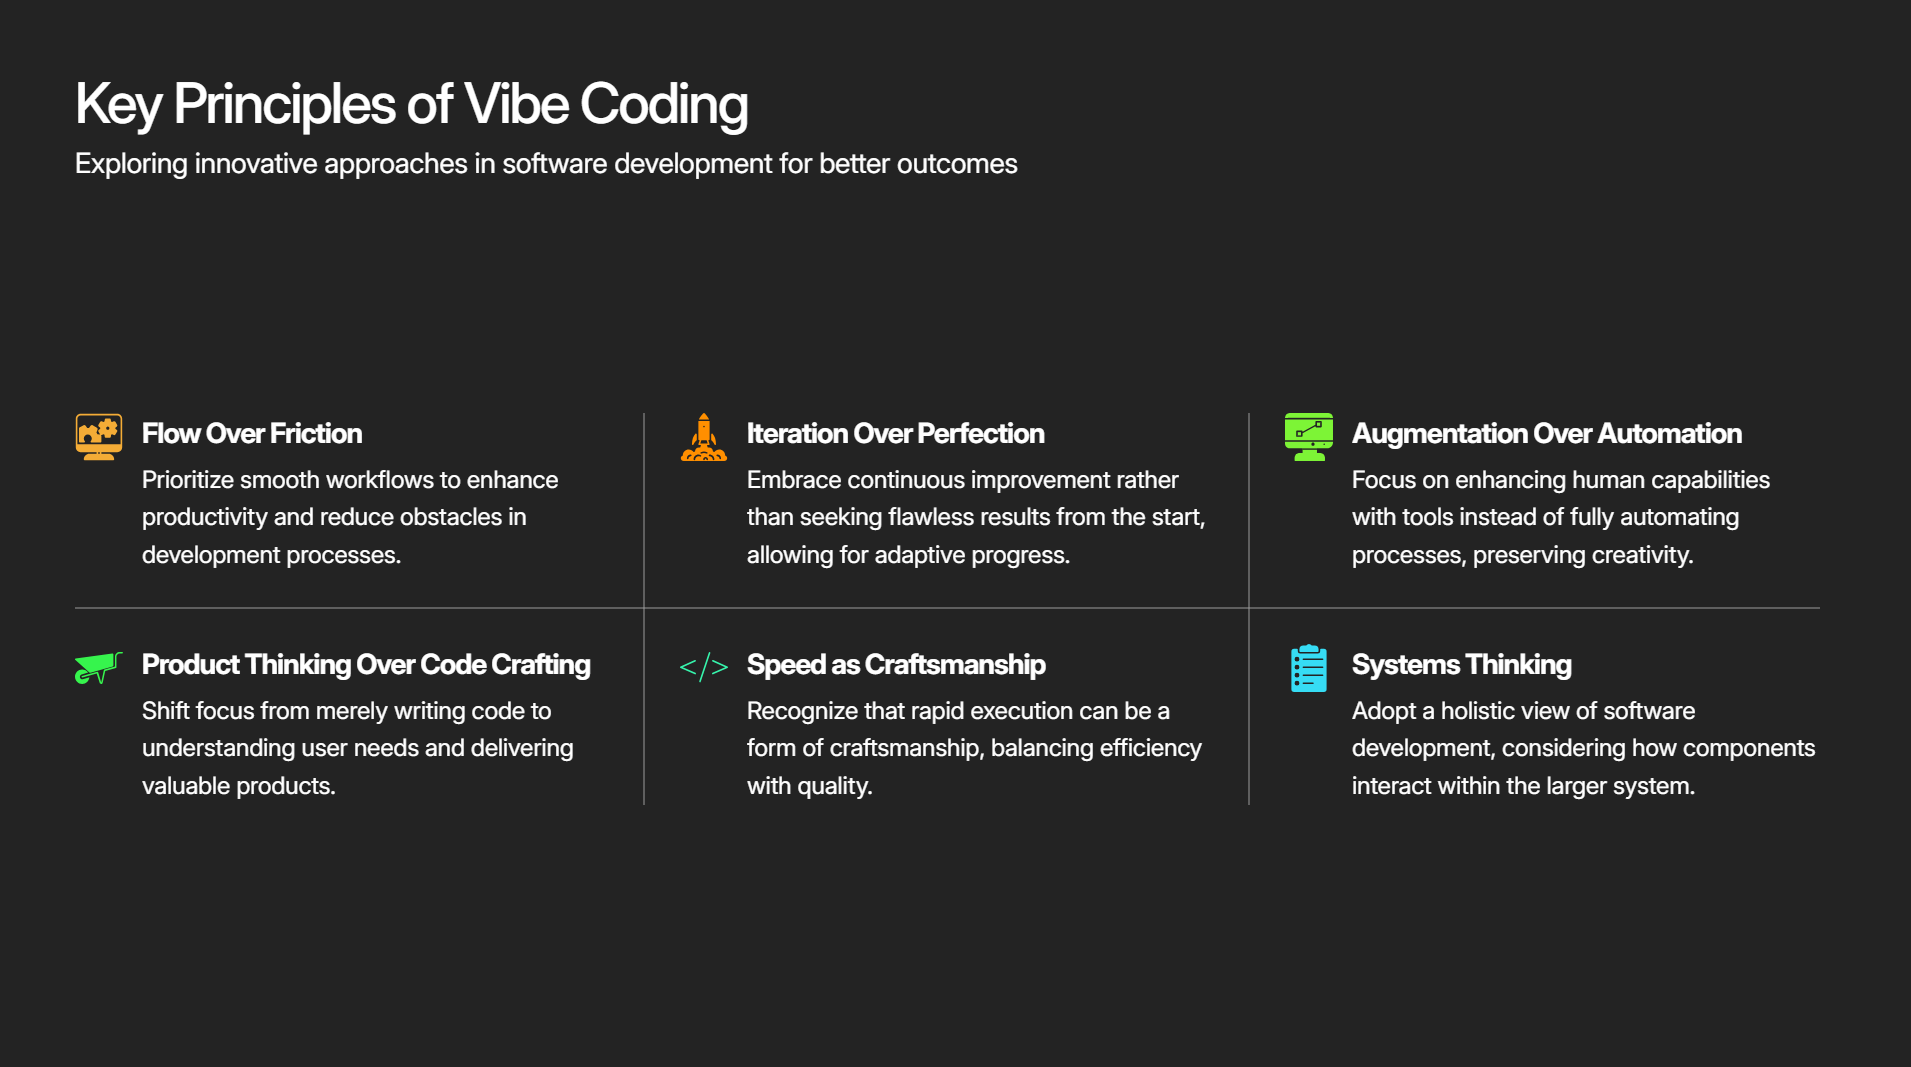 Key Principles of Vibe Coding
Exploring innovative approaches in software development for better outcomes
Flow Over Friction
Prioritize smooth workflows to enhance
productivity and reduce obstacles in
development processes.
Iteration Over Perfection
Embrace continuous improvement rather
than seeking flawless results from the start,
allowing for adaptive progress.
Augmentation Over Automation
Focus on enhancing human capabilities
with tools instead of fully automating
processes, preserving creativity.
Product Thinking Over Code Crafting
Shift focus from merely writing code to
understanding user needs and delivering
valuable products.
</>
Speed as Craftsmanship
Recognize that rapid execution can be a
form of craftsmanship, balancing efficiency
with quality.
Systems Thinking
Adopt a holistic view of software
development, considering how components
interact within the larger system.